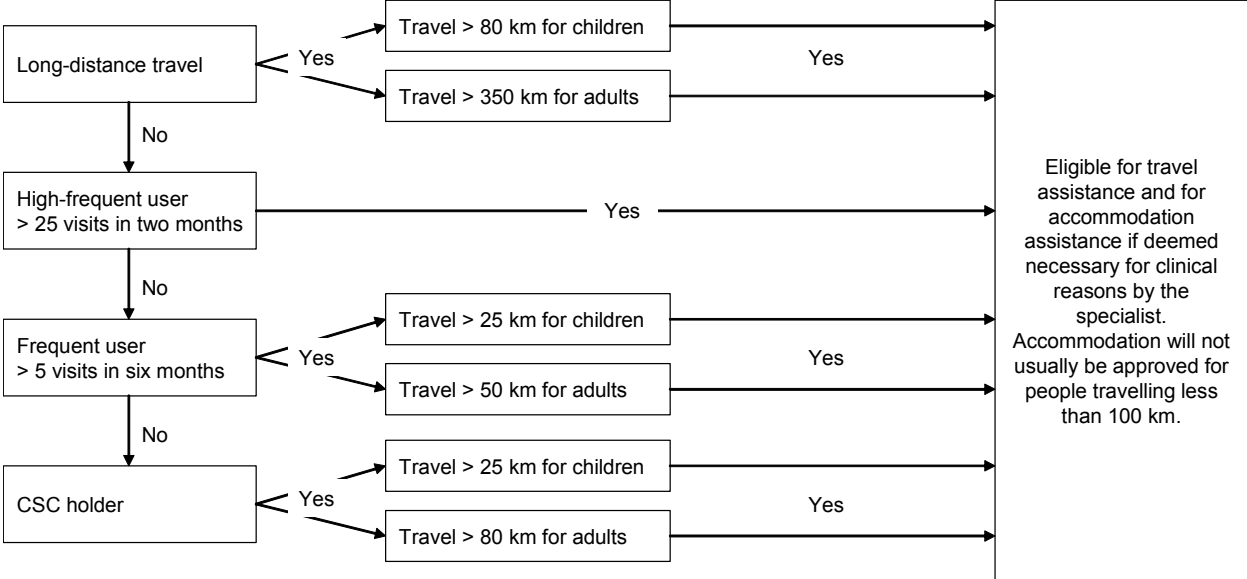 Travel > 80 km for children
Long-distance travel
Yes
Yes
Travel > 350 km for adults
No
High-frequent user
> 25 visits in two months
Yes
No
Travel > 25 km for children
Frequent user
> 5 visits in six months
Yes
Yes
Travel > 50 km for adults
No
Travel > 25 km for children
CSC holder
Yes
Yes
Travel > 80 km for adults
Eligible for travel
assistance and for
accommodation
assistance if deemed
necessary for clinical
reasons by the
specialist.
Accommodation will not
usually be approved for
people travelling less
than 100 km.